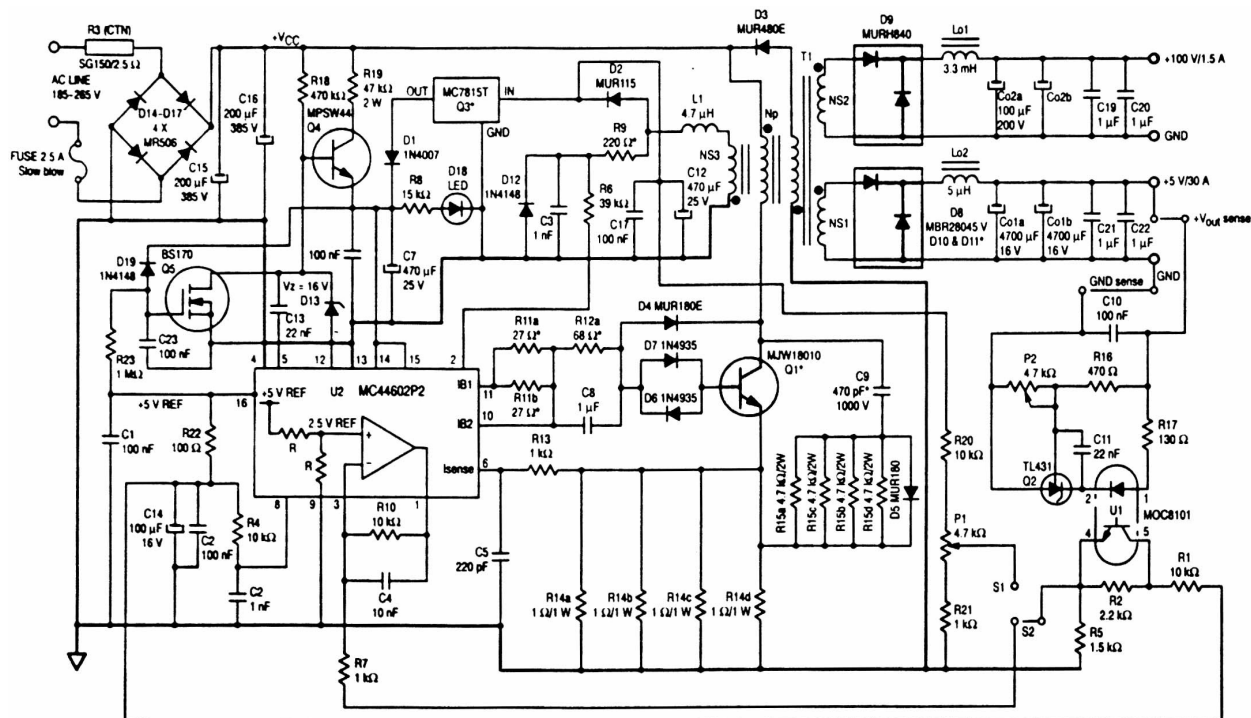 R3 (CTN)
SG150/2.5 Ω
AC LINE
185-265 V
FUSE 2 5 A
Slow blow
D14–D17
4 X
MR506
C16
200 µF
385 V
C15
200 µF
385 V
+VCC
R18
470 kΩ
R19
47 kΩ
2 W
MPSW44
Q4
OUT
MC7815T
Q3*
IN
GND
D1
1N4007
R8
15 kΩ
D18
LED
D2
MUR115
R9
220 Ω*
L1
4.7 µH
D12
1N4148
C3
1 nF
R6
39 kΩ
C17
100 nF
C12
470 µF
25 V
NS3
Np
D3
MUR480E
T1
NS2
D9
MURH840
Lo1
3.3 mH
Co2a
100 µF
200 V
Co2b
C19
1 µF
C20
1 µF
+100 V/1.5 A
GND
NS1
D8
MBR28045 V
D10 & D11*
Lo2
5 µH
Co1a
4700 µF
16 V
Co1b
4700 µF
16 V
C21
1 µF
C22
1 µF
+5 V/30 A
+Vout sense
GND
GND sense
D19
1N4148
BS170
Q5
Vz = 16 V
D13
C13
22 nF
C23
100 nF
R23
1 MΩ
100 nF
C7
470 µF
25 V
4
5
12
13
14
15
2
U2
MC44602P2
+5 V REF
16
+5 V REF
2 5 V REF
R
R
+
–
IB1
11
IB2
10
Isense
6
8
3
9
1
R11a
27 Ω*
R11b
27 Ω*
R12a
68 Ω*
C8
1 µF
D4 MUR180E
D7 1N4935
D6 1N4935
MJW18010
Q1*
C9
470 pF*
1000 V
R15a 4.7 kΩ/2W
R15c 4.7 kΩ/2W
R15b 4.7 kΩ/2W
R15d 4.7 kΩ/2W
D5 MUR180
C10
100 nF
P2
4.7 kΩ
R16
470 Ω
R17
130 Ω
C11
22 nF
TL431
Q2
2
1
U1
MOC8101
4
5
R20
10 kΩ
P1
4.7 kΩ
R21
1 kΩ
S1
S2
R2
2.2 kΩ
R1
10 kΩ
R5
1.5 kΩ
C1
100 nF
R22
100 Ω
C14
100 µF
16 V
C2
100 nF
R4
10 kΩ
C2
1 nF
R10
10 kΩ
C4
10 nF
R7
1 kΩ
R13
1 kΩ
C5
220 pF
R14a
1 Ω/1 W
R14b
1 Ω/1 W
R14c
1 Ω/1 W
R14d
1 Ω/1 W